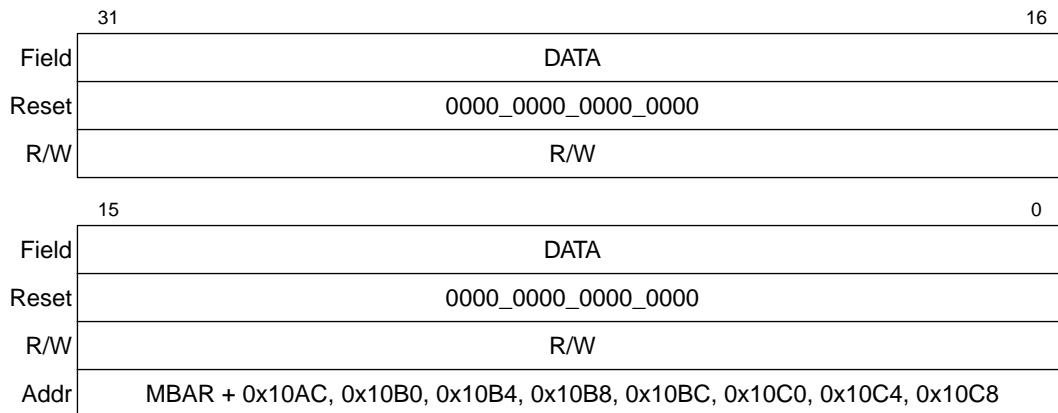 31 16
Field DATA
Reset 0000_0000_0000_0000
R/W R/W
15 0
Field DATA
Reset 0000_0000_0000_0000
R/W R/W
Addr MBAR + 0x10AC, 0x10B0, 0x10B4, 0x10B8, 0x10BC, 0x10C0, 0x10C4, 0x10C8